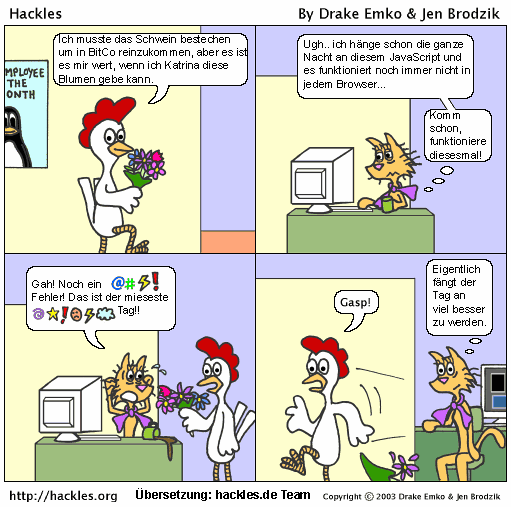 Hackles
By Drake Emko & Jen Brodzik
Ich musste das Schwein bestechen
um in BitCo reinzukommen, aber es ist
es mir wert, wenn ich Katrina diese
Blumen gebe kann.
MPLOYEE
THE
ONTH
Ugh.. ich hänge schon die ganze
Nacht an diesem JavaScript und
es funktioniert noch immer nicht in
jedem Browser...
Komm
schon,
funktioniere
diesesmal!
Gah! Noch ein @#!
Fehler! Das ist der mieseste
@!Tag!!
Gasp!
Eigentlich
fängt der
Tag an
viel besser
zu werden.
http://hackles.org
Übersetzung: hackles.de Team
Copyright © 2003 Drake Emko & Jen Brodzik